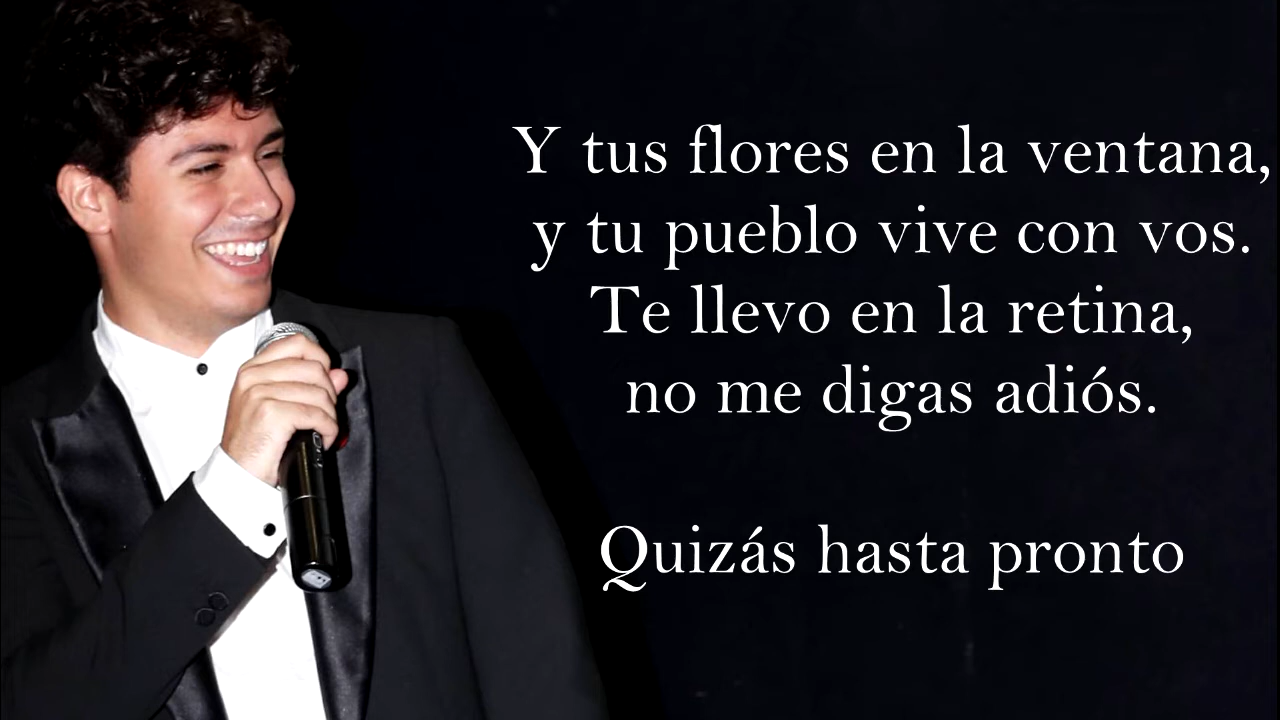 Y tus flores en la ventana,
y tu pueblo vive con vos.
Te llevo en la retina,
no me digas adiós.
Quizás hasta pronto